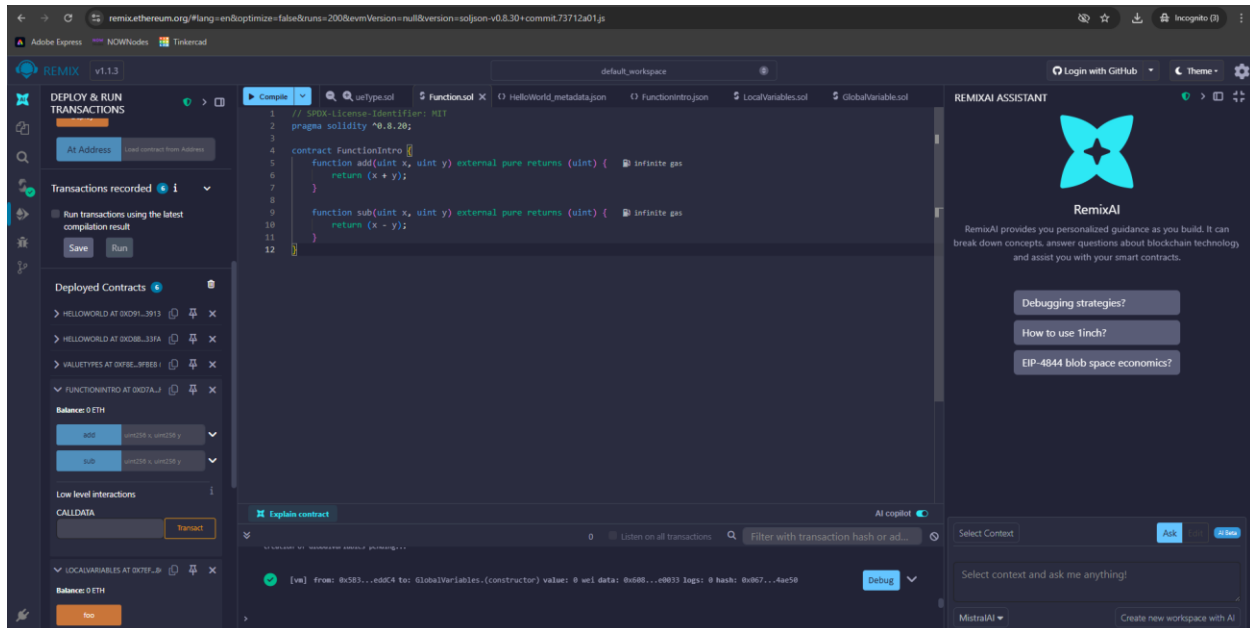 remix.ethereum.org/#lang=en&optimize=false&runs=200&evmVersion=null&version=soljson-v0.8.30+commit.73712a01.js
Incognito (3)
Adobe Express
NOWNodes
Tinkercad
REMIX
v1.1.3
default_workspace
Login with GitHub
Theme
DEPLOY & RUN
TRANSACTIONS
At Address
Load contract from Address
Transactions recorded 6 i
Run transactions using the latest
compilation result
Save
Run
Deployed Contracts 6
HELLOWORLD AT 0XD91...3913
HELLOWORLD AT 0XD8B...33FA
VALUETYPES AT 0XF8E...9FBE8 (
FUNCTIONINTRO AT 0XD7A...
Balance: 0 ETH
add
uint256 x, uint256 y
sub
uint256 x, uint256 y
Low level interactions
i
CALLDATA
Transact
LOCALVARIABLES AT 0X7EF...
Balance: 0 ETH
foo
Compile
ueType.sol
Function.sol
HelloWorld_metadata.json
FunctionIntro.json
LocalVariables.sol
GlobalVariable.sol
1 // SPDX-License-Identifier: MIT
2 pragma solidity ^0.8.20;
3
4 contract FunctionIntro {
5 function add(uint x, uint y) external pure returns (uint) { infinite gas
6 return (x + y);
7 }
8
9 function sub(uint x, uint y) external pure returns (uint) { infinite gas
10 return (x - y);
11 }
12 }
Explain contract
AI copilot
0
Listen on all transactions
Filter with transaction hash or ad...
[vm] from: 0x583...eddC4 to: GlobalVariables.(constructor) value: 0 wei data: 0x608...e0033 logs: 0 hash: 0x067...4ae50
Debug
>
REMIXAI ASSISTANT
RemixAI
RemixAI provides you personalized guidance as you build. It can
break down concepts, answer questions about blockchain technology
and assist you with your smart contracts.
Debugging strategies?
How to use 1inch?
EIP-4844 blob space economics?
Select Context
Ask
AI Beta
Select context and ask me anything!
MistralAI
Create new workspace with AI